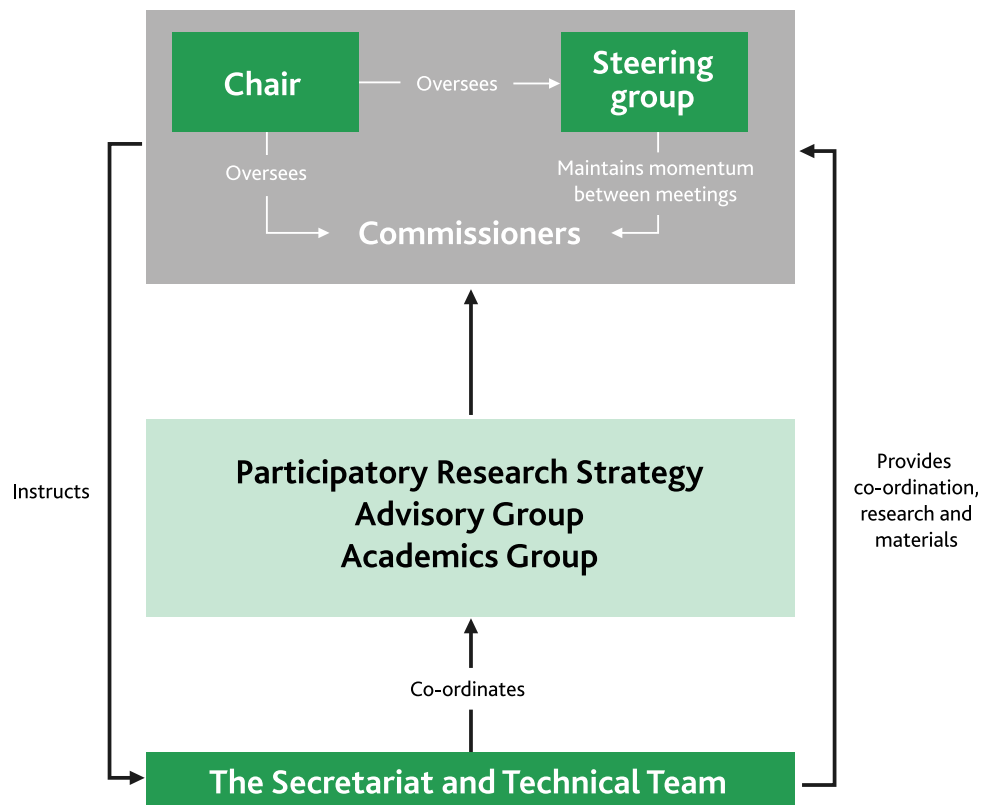 Chair
Oversees
Steering
group
Oversees
Maintains momentum
between meetings
Commissioners
Instructs
Participatory Research Strategy
Advisory Group
Academics Group
Provides
co-ordination,
research and
materials
Co-ordinates
The Secretariat and Technical Team